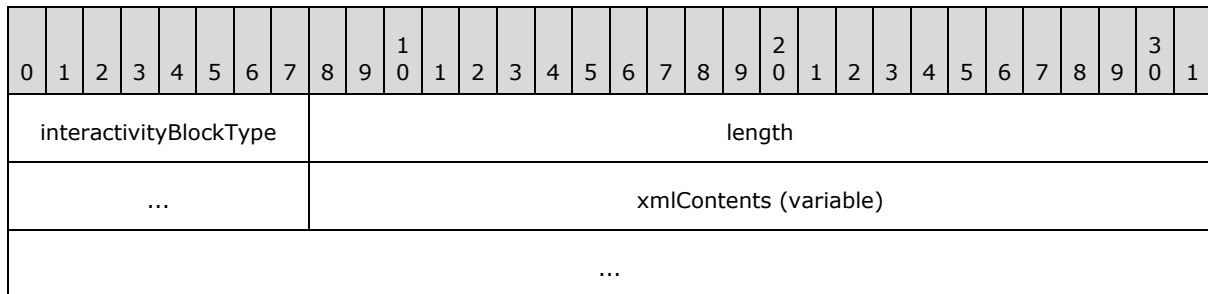 1 2 3
0 1 2 3 4 5 6 7 8 9 0 1 2 3 4 5 6 7 8 9 0 1 2 3 4 5 6 7 8 9 0 1
interactivityBlockType length
... xmlContents (variable)
...